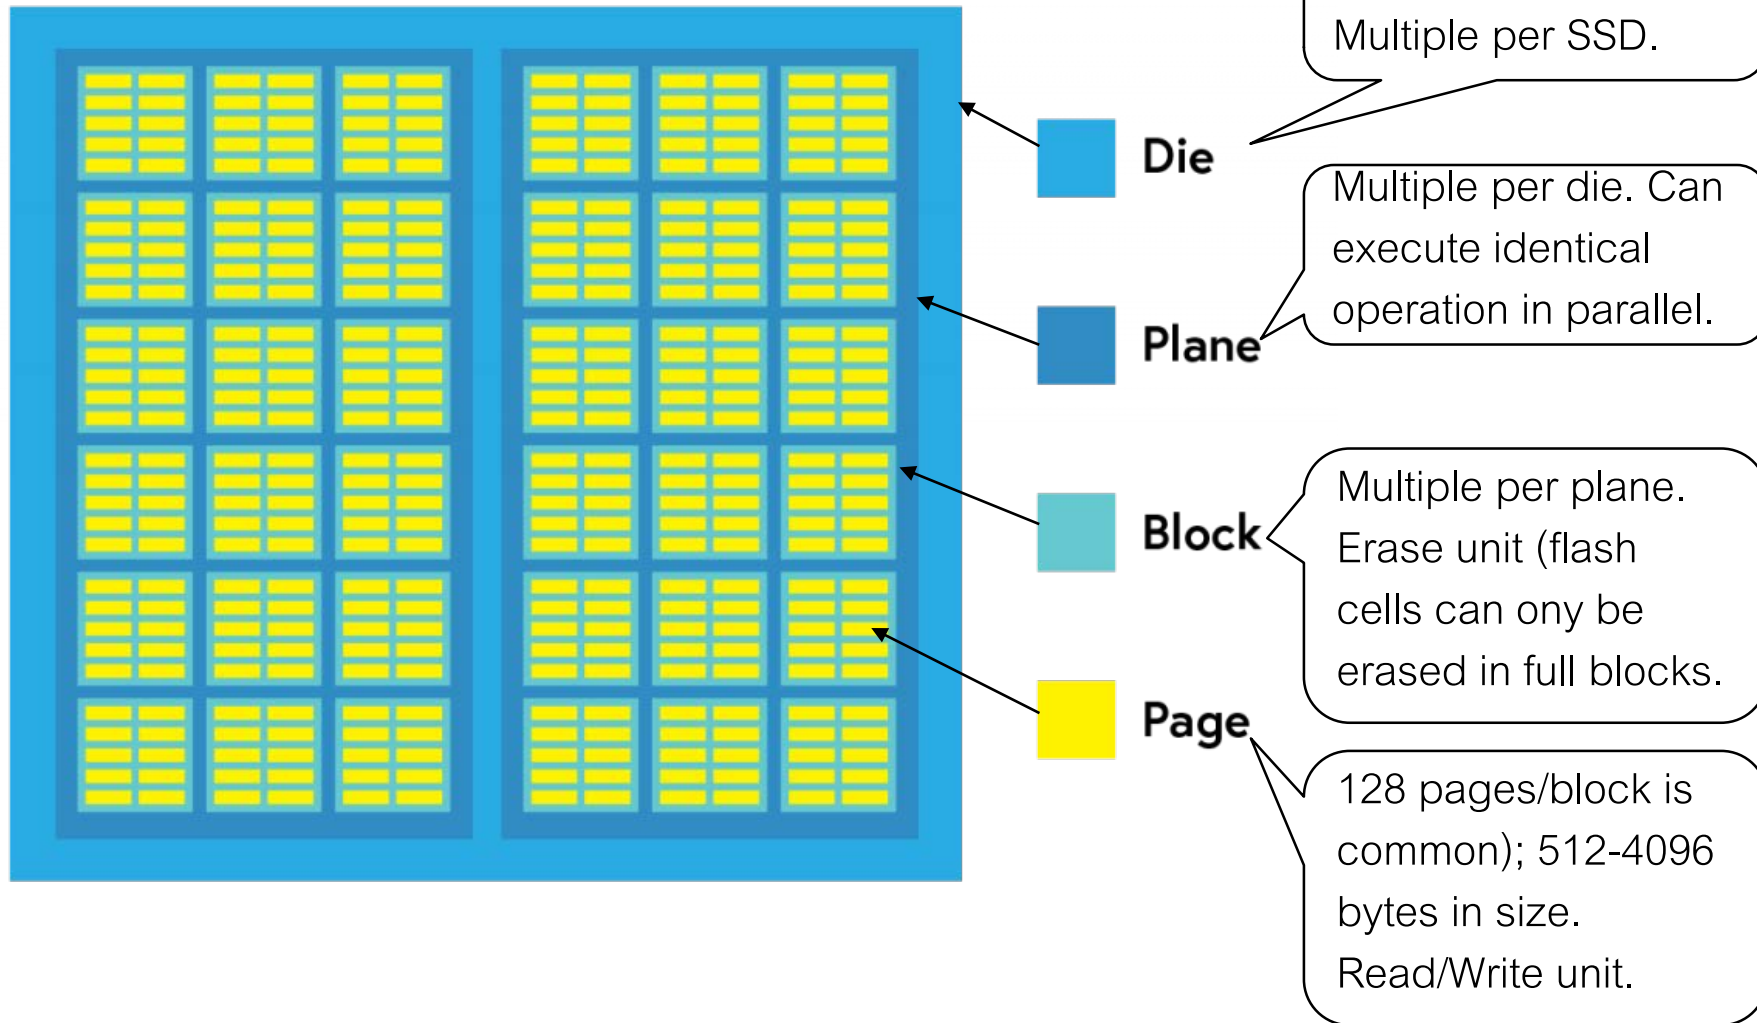 Multiple per SSD.
Die
Multiple per die. Can
execute identical
operation in parallel.
Plane
Multiple per plane.
Erase unit (flash
cells can ony be
erased in full blocks.
Block
Page
128 pages/block is
common); 512-4096
bytes in size.
Read/Write unit.